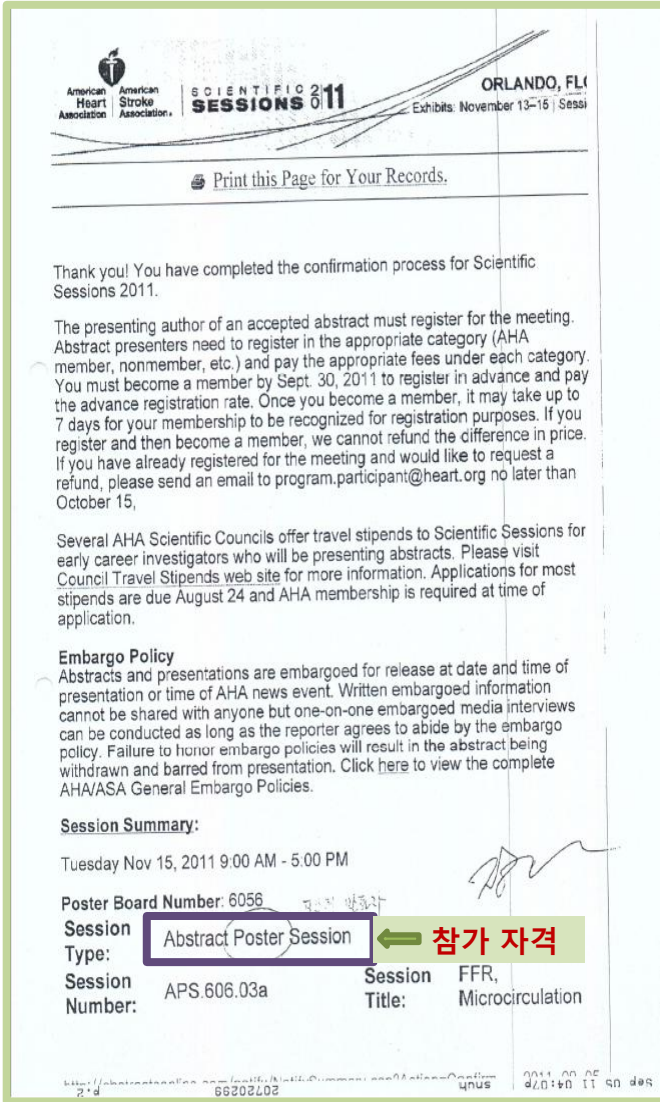 American
Heart
Association
American
Stroke
Association®
SCIENTIFIC
SESSIONS 2011
ORLANDO, FL
Exhibits: November 13–15 | Sessi
Print this Page for Your Records.
Thank you! You have completed the confirmation process for Scientific
Sessions 2011.
The presenting author of an accepted abstract must register for the meeting.
Abstract presenters need to register in the appropriate category (AHA
member, nonmember, etc.) and pay the appropriate fees under each category.
You must become a member by Sept. 30, 2011 to register in advance and pay
the advance registration rate. Once you become a member, it may take up to
7 days for your membership to be recognized for registration purposes. If you
register and then become a member, we cannot refund the difference in price.
If you have already registered for the meeting and would like to request a
refund, please send an email to program.participant@heart.org no later than
October 15,
Several AHA Scientific Councils offer travel stipends to Scientific Sessions for
early career investigators who will be presenting abstracts. Please visit
Council Travel Stipends web site for more information. Applications for most
stipends are due August 24 and AHA membership is required at time of
application.
Embargo Policy
Abstracts and presentations are embargoed for release at date and time of
presentation or time of AHA news event. Written embargoed information
cannot be shared with anyone but one-on-one embargoed media interviews
can be conducted as long as the reporter agrees to abide by the embargo
policy. Failure to honor embargo policies will result in the abstract being
withdrawn and barred from presentation. Click here to view the complete
AHA/ASA General Embargo Policies.
Session Summary:
Tuesday Nov 15, 2011 9:00 AM - 5:00 PM
Poster Board Number: 6056
Session Type: Abstract Poster Session 참가 자격
Session Number: APS.606.03a Session Title: FFR, Microcirculation
Sep 05 11 04:07p snuh 207202699 p.2